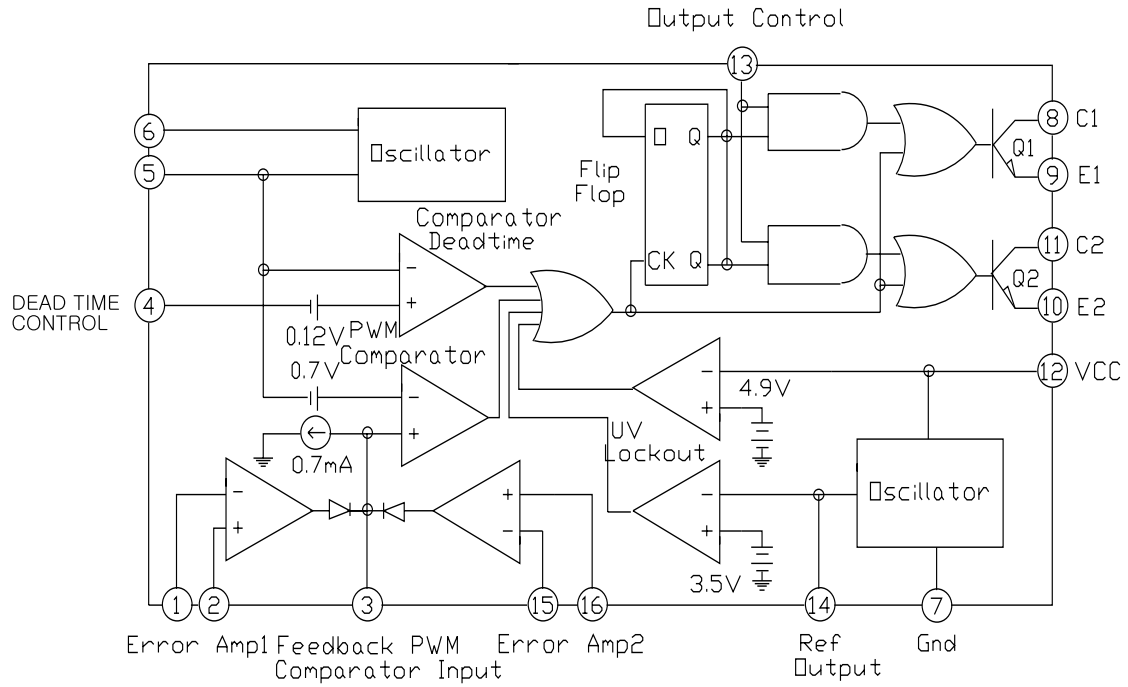 Output Control
13
6
Oscillator
5
D Q
Flip
Flop
CK Q
8 C1
Q1
9 E1
Comparator
Deadtime
-
+
DEAD TIME
CONTROL
4
0.12V
11 C2
Q2
10 E2
PWM
Comparator
0.7V
-
+
0.7mA
12 VCC
-
4.9V
+
UV
Lockout
-
+
3.5V
Oscillator
-
+
+
-
1
2
3
15
16
14
7
Error Amp1
Feedback PWM
Comparator Input
Error Amp2
Ref
Output
Gnd